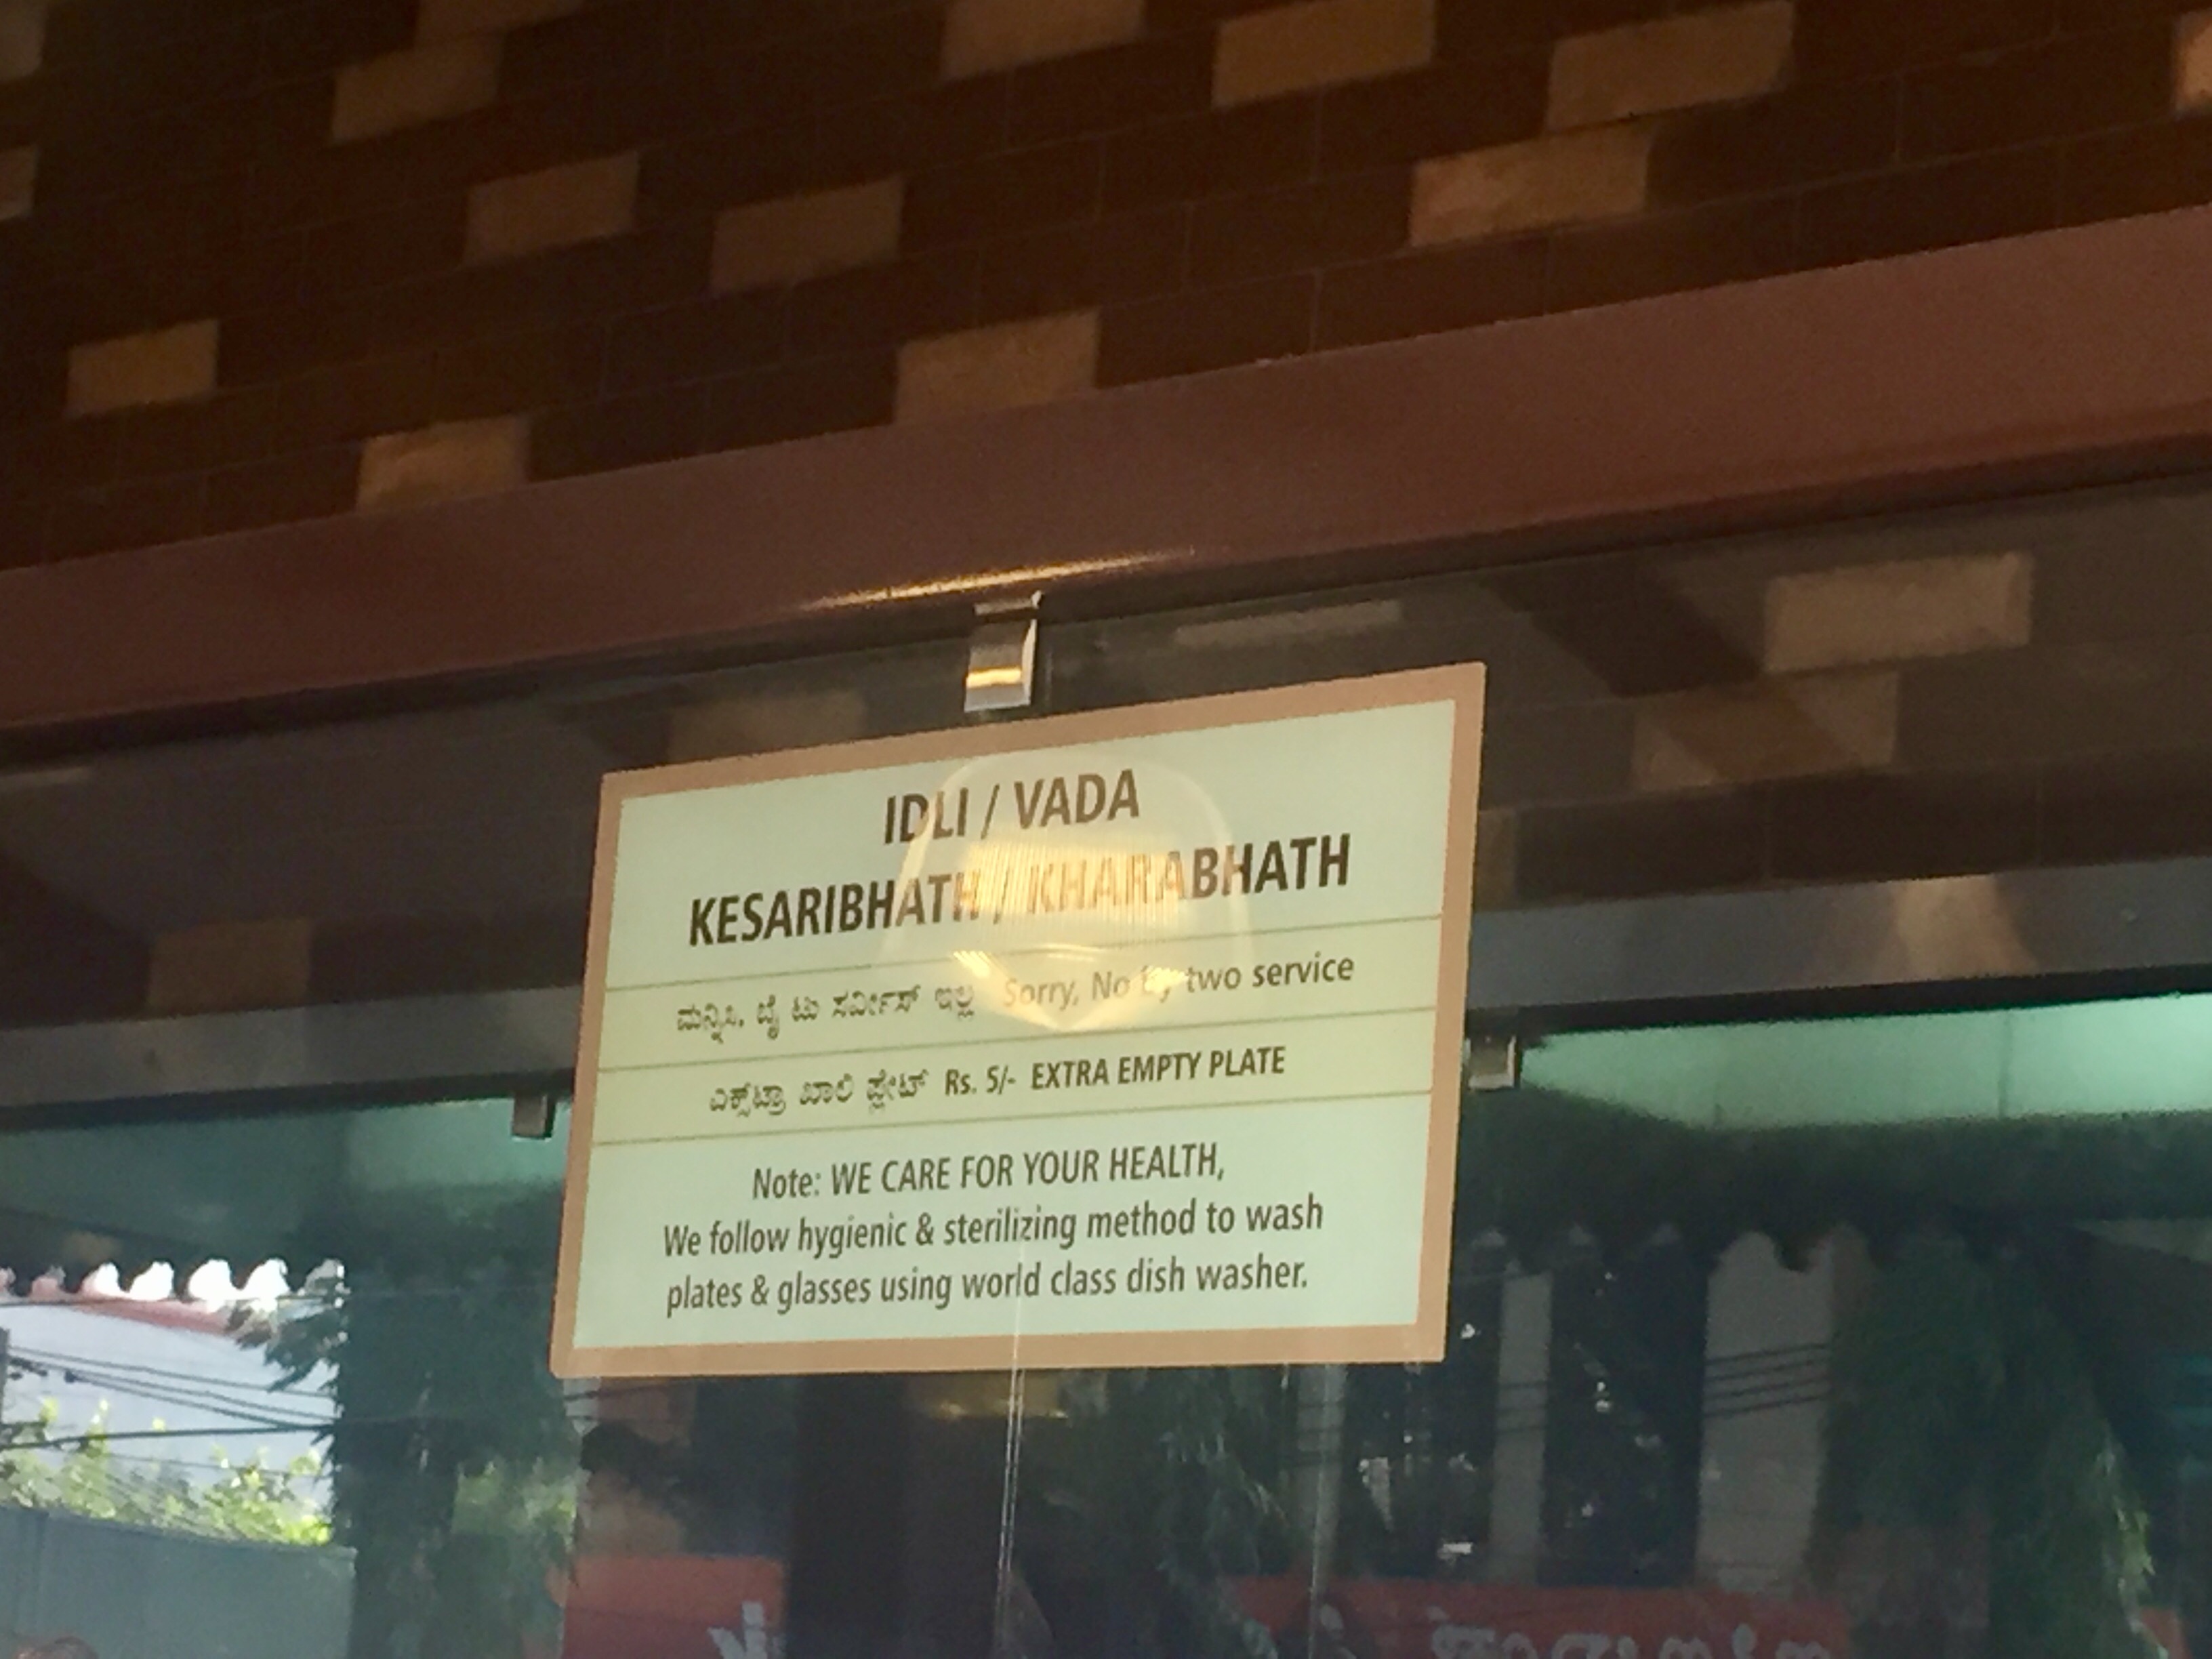 IDLI / VADA
KESARIBHATH / KHARABHATH
ಮನ್ನಿಸಿ, ಬೈ ಟು ಸರ್ವೀಸ್ ಇಲ್ಲ Sorry, No By two service
ಎಕ್ಸ್‌ಟ್ರಾ ಖಾಲಿ ಪ್ಲೇಟ್ Rs. 5/- EXTRA EMPTY PLATE
Note: WE CARE FOR YOUR HEALTH,
We follow hygienic & sterilizing method to wash
plates & glasses using world class dish washer.